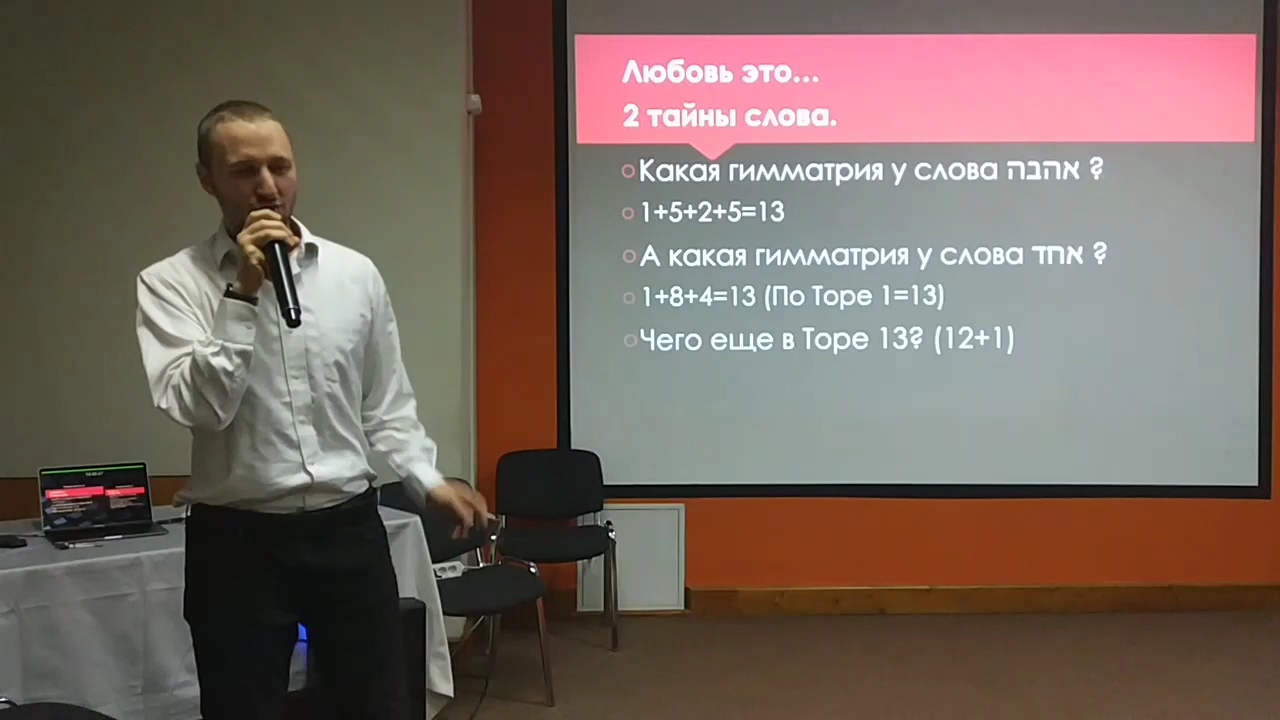 Любовь это...
2 тайны слова.
Какая гимматрия у слова אהבה ?
1+5+2+5=13
А какая гимматрия у слова אחד ?
1+8+4=13 (По Торе 1=13)
Чего еще в Торе 13? (12+1)